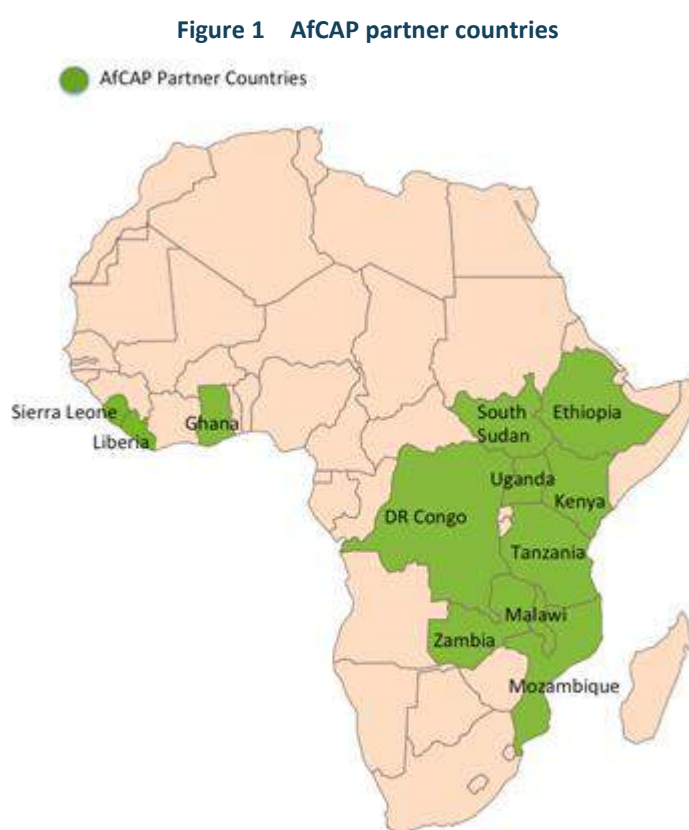 Figure 1 AfCAP partner countries
AfCAP Partner Countries
Sierra Leone
Liberia
Ghana
South
Sudan
Ethiopia
Uganda
Kenya
DR Congo
Tanzania
Malawi
Zambia
Mozambique